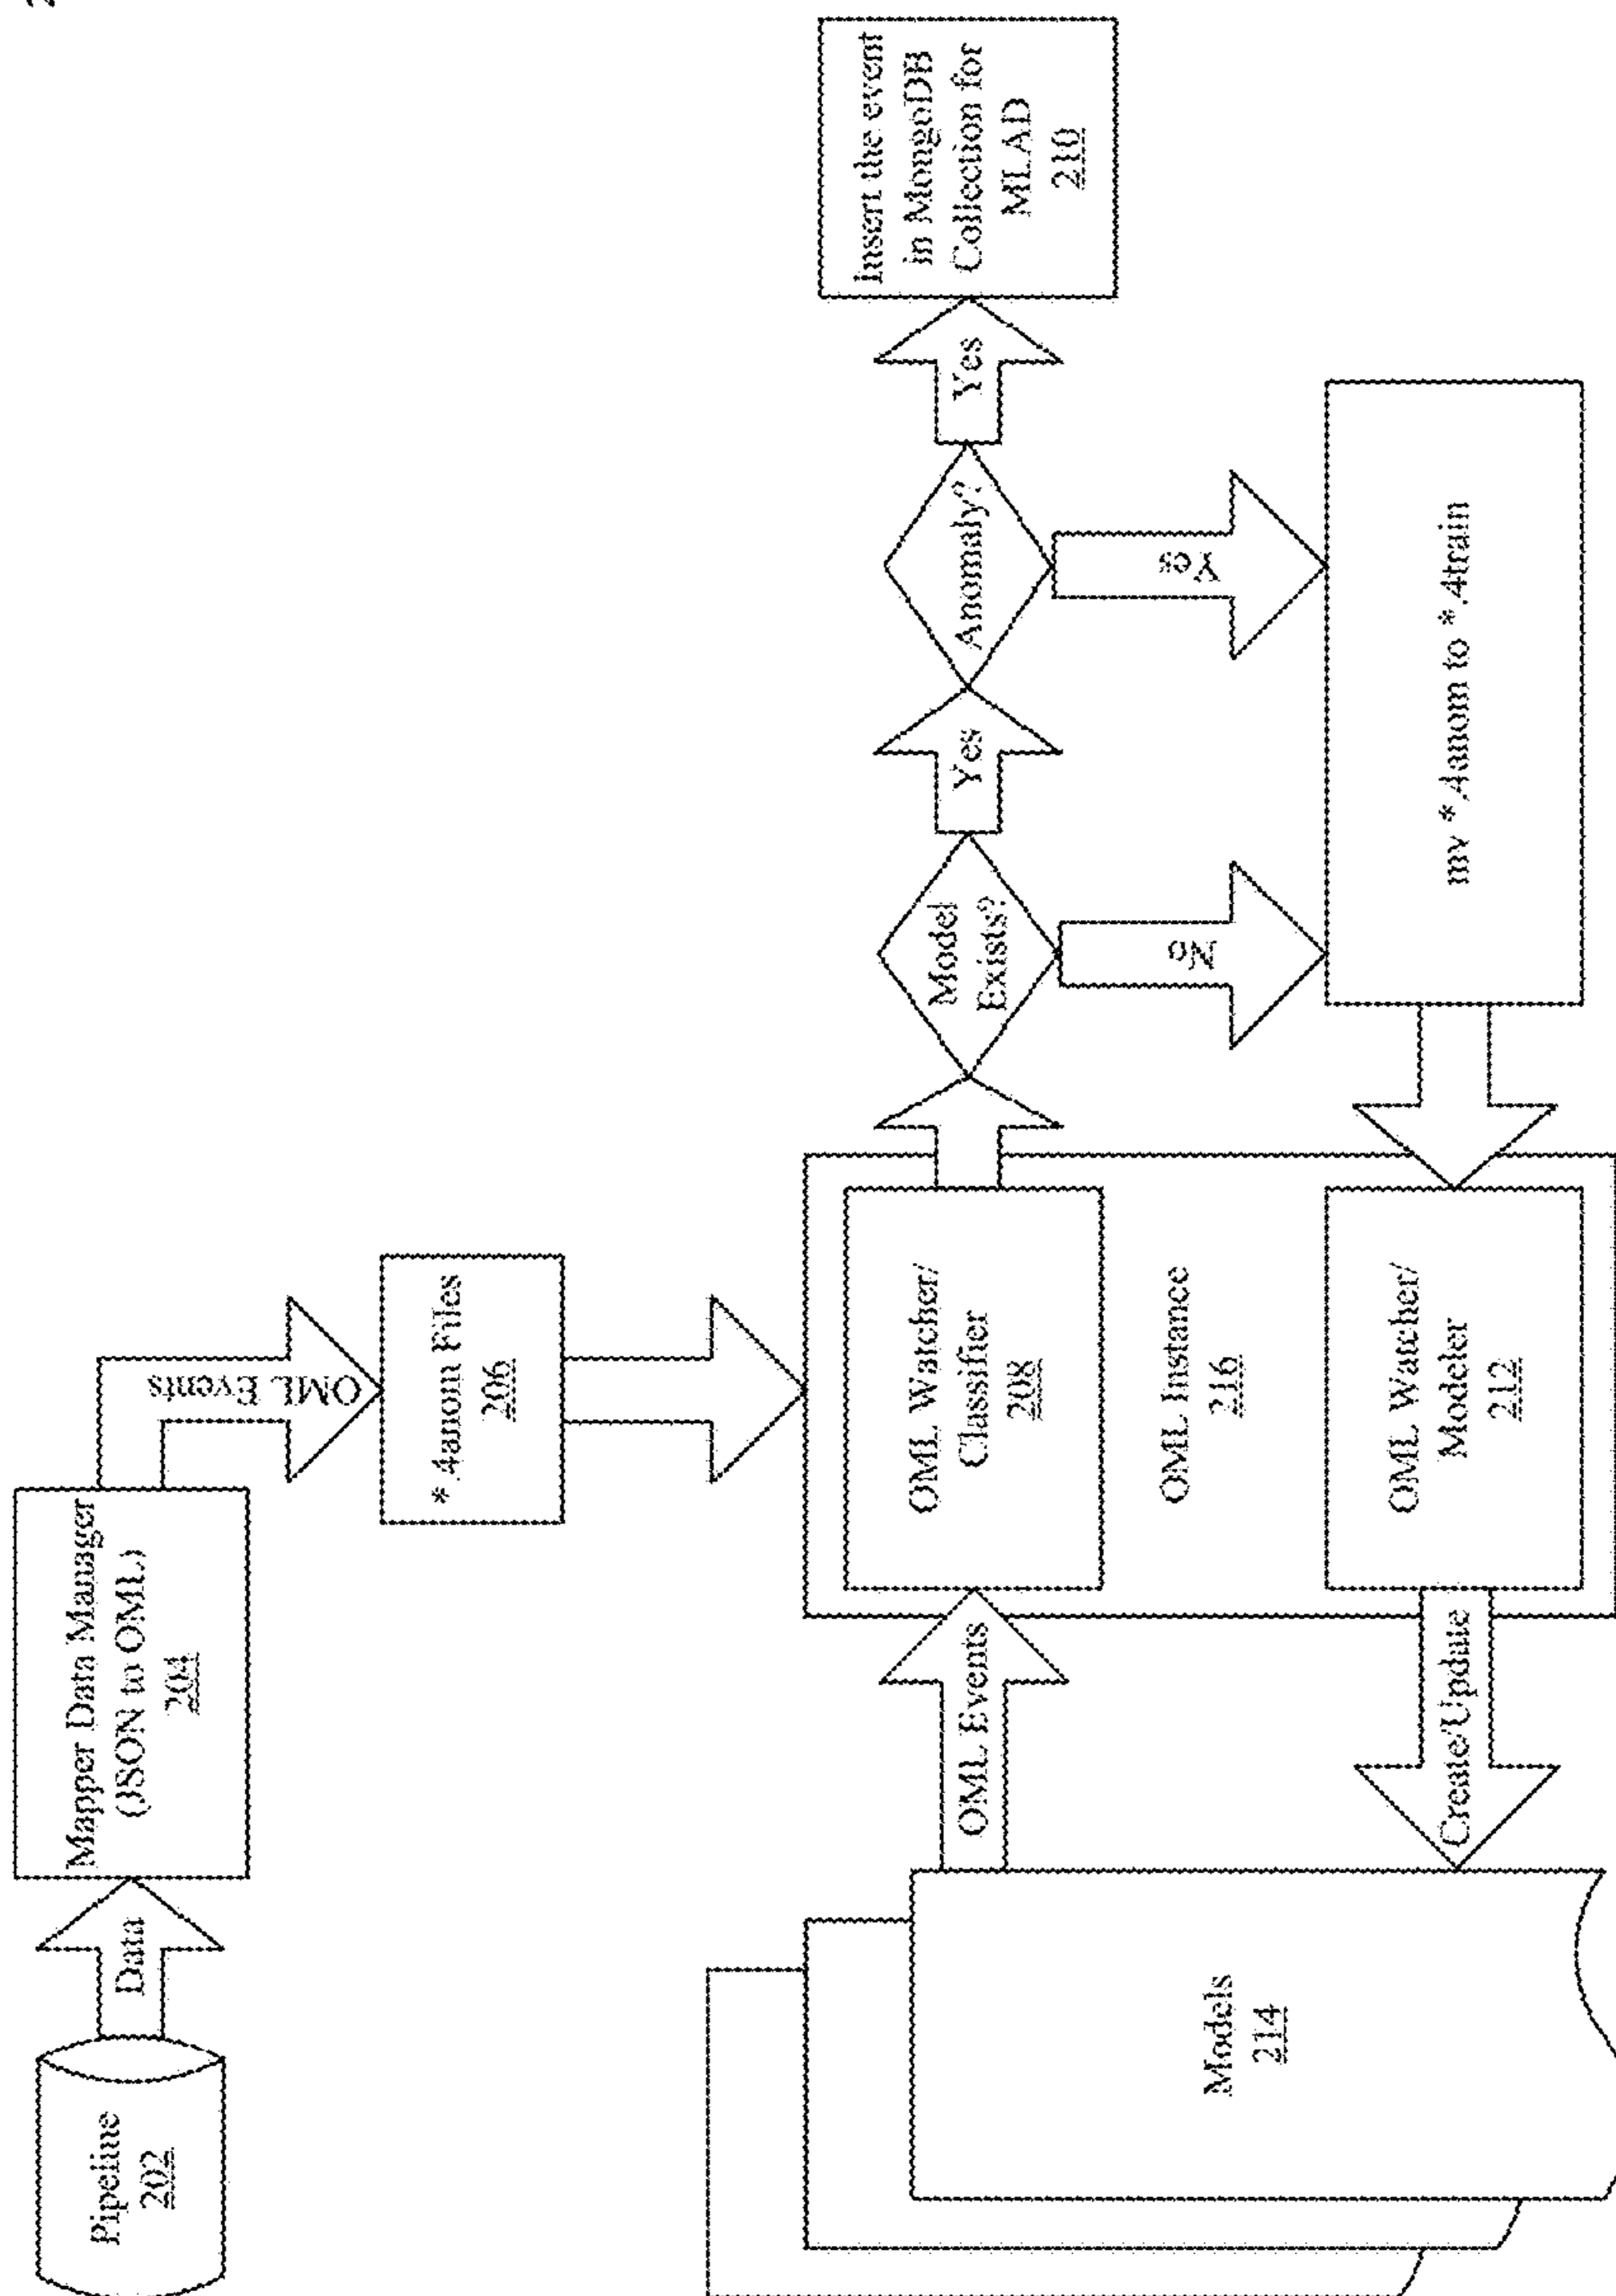 Pipeline
202
Data
Mapper Data Manager
(JSON to OML)
204
OML Events
*.4anom Files
206
Models
214
OML Events
Create/Update
OML Watcher/
Classifier
208
OML Instance
216
OML Watcher/
Modeler
212
Model
Exists?
No
Yes
Anomaly?
Yes
Yes
mv *.4anom to *.4train
Insert the event
in MongoDB
Collection for
MLAD
210